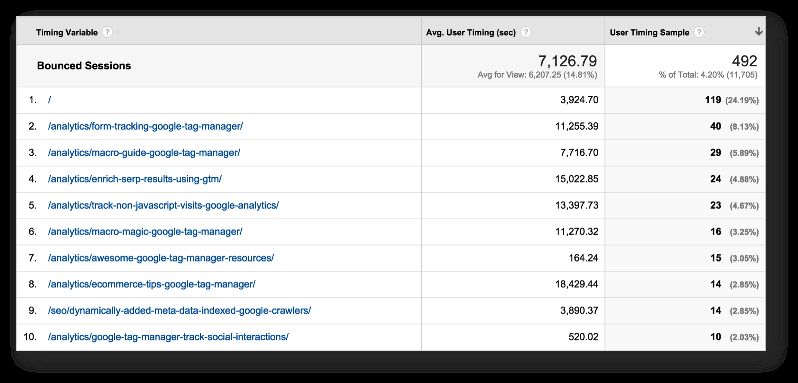 Timing Variable ? Avg. User Timing (sec) ? User Timing Sample ? ↓
Bounced Sessions 7,126.79 492
Avg for View: 6,207.25 (14.81%) % of Total: 4.20% (11,705)
1. / 3,924.70 119 (24.19%)
2. /analytics/form-tracking-google-tag-manager/ 11,255.39 40 (8.13%)
3. /analytics/macro-guide-google-tag-manager/ 7,716.70 29 (5.89%)
4. /analytics/enrich-serp-results-using-gtm/ 15,022.85 24 (4.88%)
5. /analytics/track-non-javascript-visits-google-analytics/ 13,397.73 23 (4.67%)
6. /analytics/macro-magic-google-tag-manager/ 11,270.32 16 (3.25%)
7. /analytics/awesome-google-tag-manager-resources/ 164.24 15 (3.05%)
8. /analytics/ecommerce-tips-google-tag-manager/ 18,429.44 14 (2.85%)
9. /seo/dynamically-added-meta-data-indexed-google-crawlers/ 3,890.37 14 (2.85%)
10. /analytics/google-tag-manager-track-social-interactions/ 520.02 10 (2.03%)